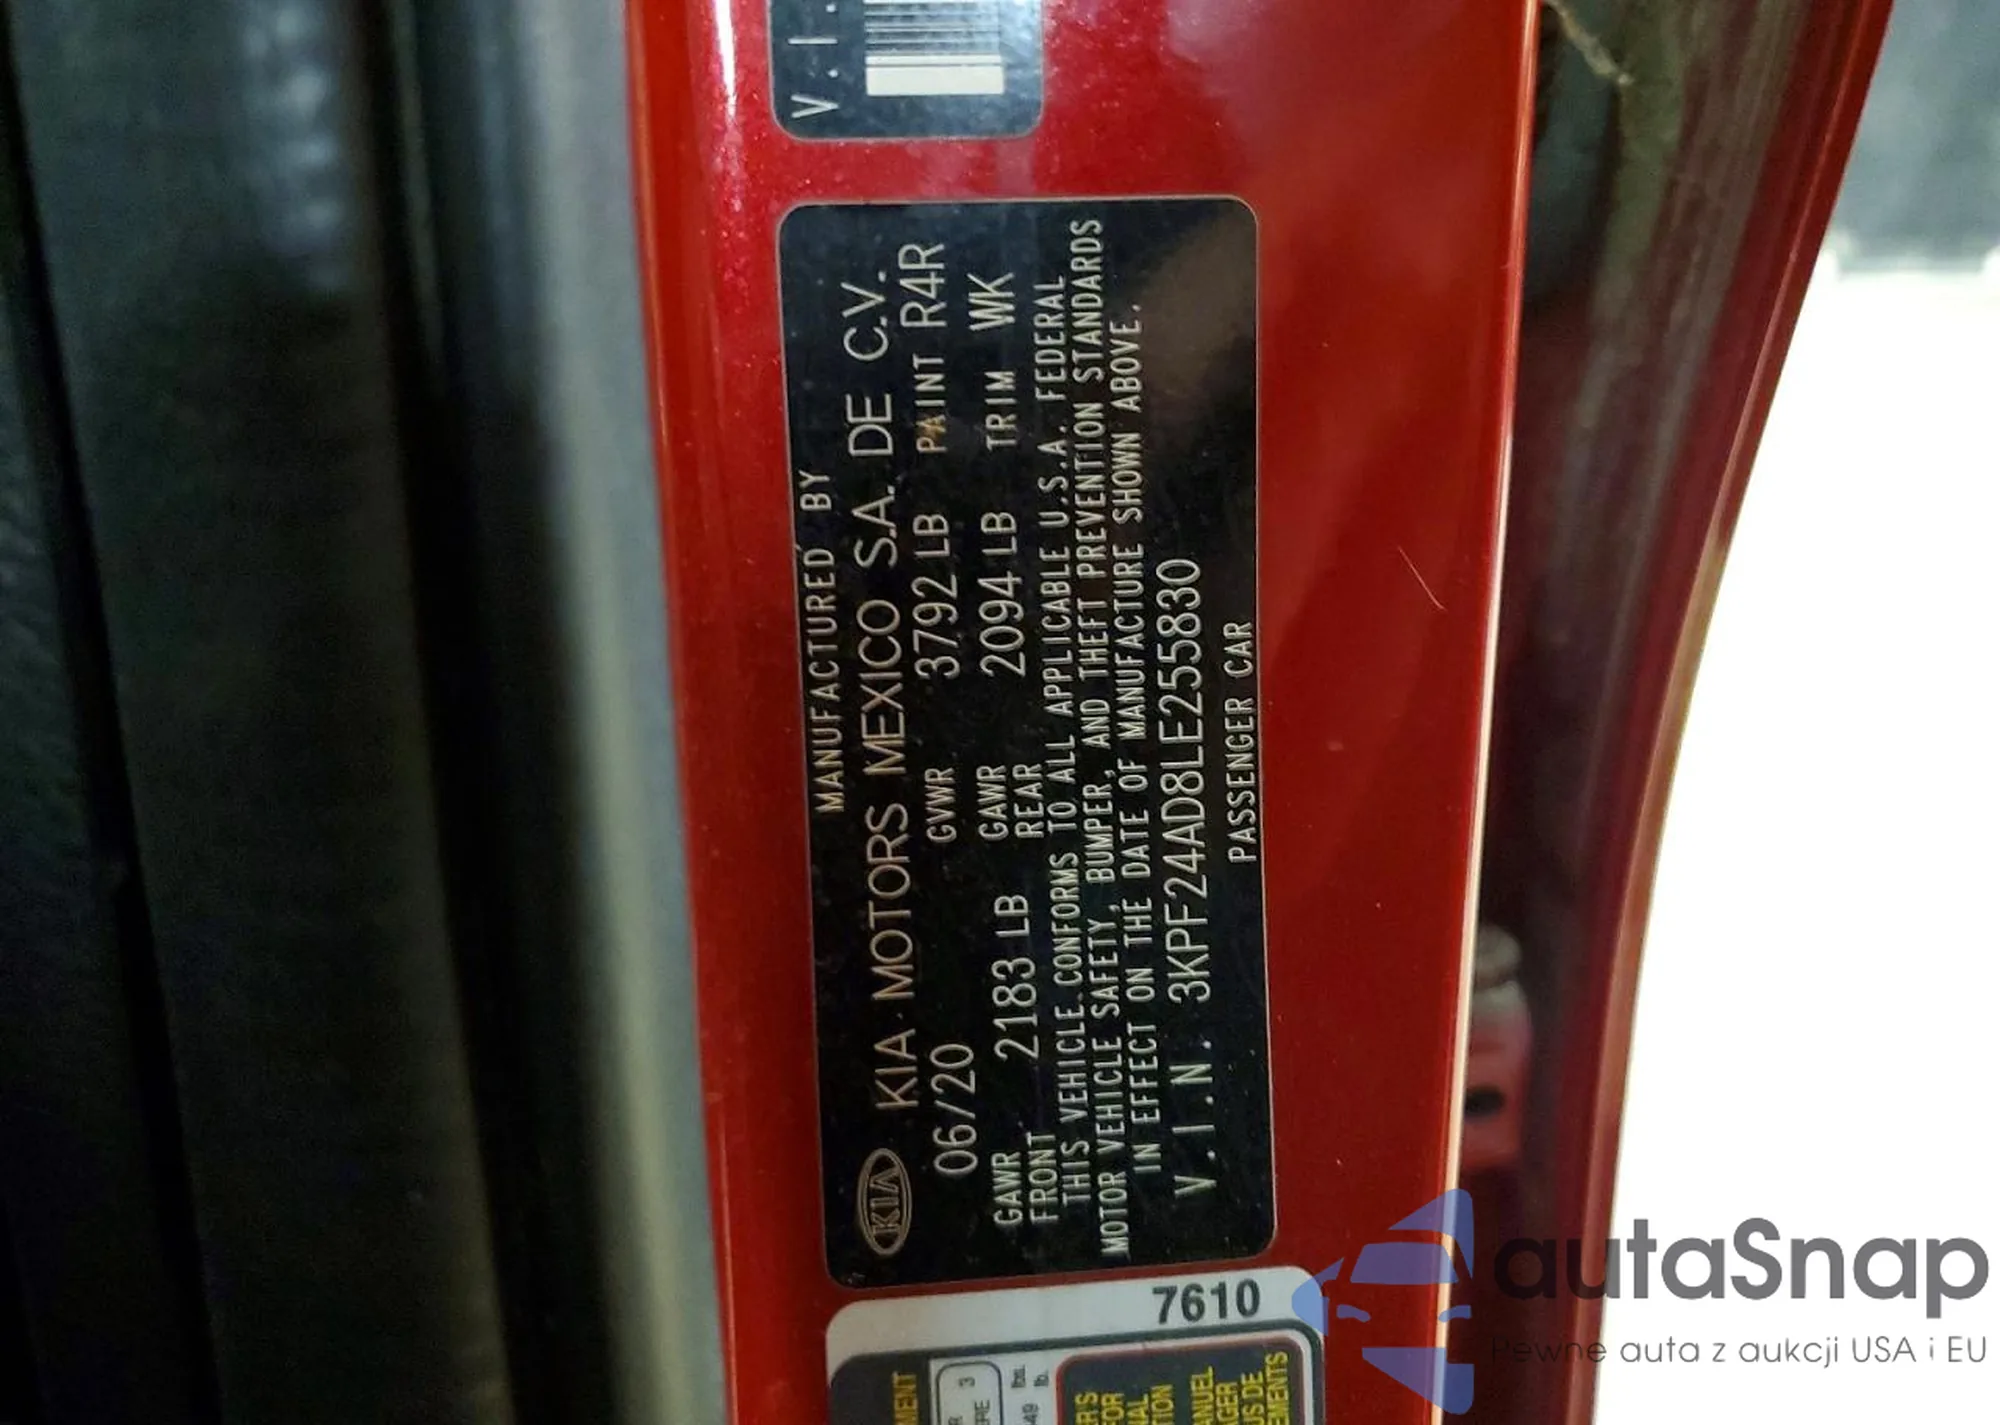 V.I.
MANUFACTURED BY
KIA KIA MOTORS MEXICO S.A. DE C.V.
06/20 GVWR 3792 LB PAINT R4R
GAWR FRONT 2183 LB GAWR REAR 2094 LB TRIM WK
THIS VEHICLE CONFORMS TO ALL APPLICABLE U.S.A. FEDERAL
MOTOR VEHICLE SAFETY, BUMPER, AND THEFT PREVENTION STANDARDS
IN EFFECT ON THE DATE OF MANUFACTURE SHOWN ABOVE.
V.I.N. 3KPF24AD8LE255830
PASSENGER CAR
7610
3
lbs.
lb.
autaSnap
Pewne auta z aukcji USA i EU